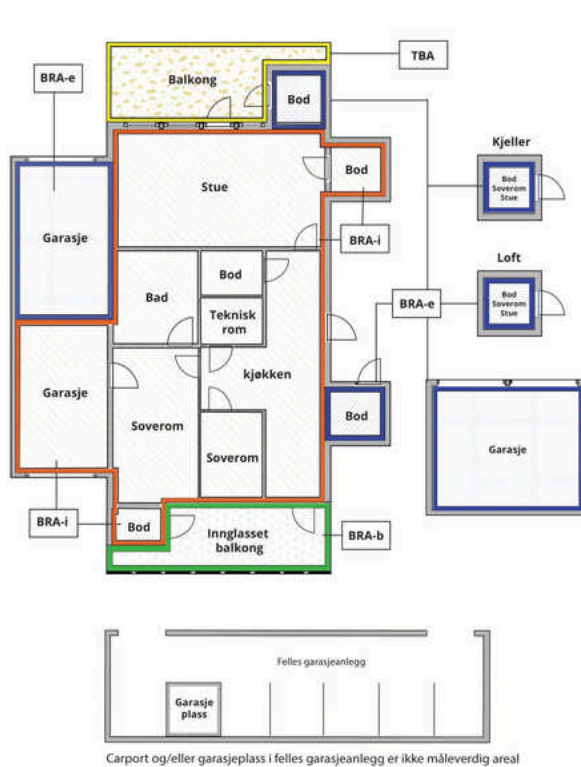 TBA
BRA-e
Balkong
Bod
Kjeller
Bod
Soverom
Stue
Stue
Bod
BRA-i
Garasje
Loft
Bod
Soverom
Stue
Bad
Bod
Teknisk
rom
BRA-e
kjøkken
Garasje
Soverom
Soverom
Bod
Garasje
BRA-i
Bod
Innglasset
balkong
BRA-b
Felles garasjeanlegg
Garasje
plass
Carport og/eller garasjeplass i felles garasjeanlegg er ikke måleverdig areal